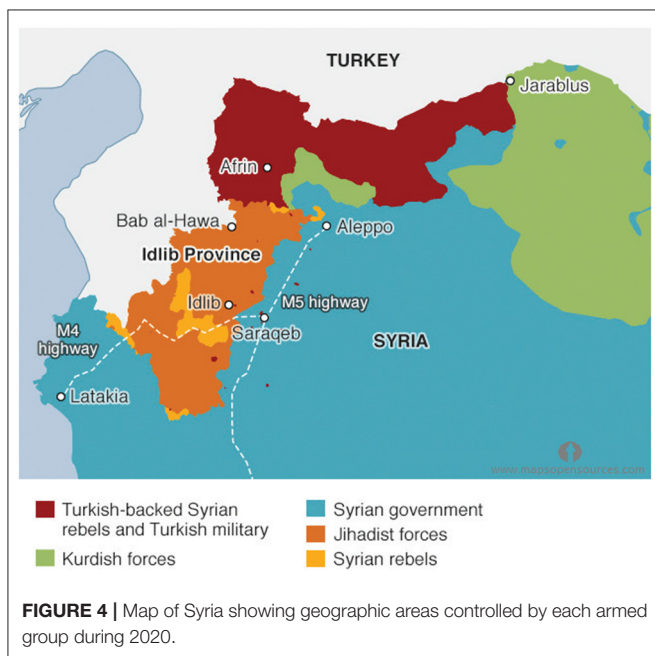 TURKEY
Jarablus
Afrin
Bab al-Hawa
Aleppo
Idlib Province
Idlib
M5 highway
Saraqeb
M4
highway
SYRIA
Latakia
www.mapsopensources.com
Turkish-backed Syrian
rebels and Turkish military
Kurdish forces
Syrian government
Jihadist forces
Syrian rebels
FIGURE 4 | Map of Syria showing geographic areas controlled by each armed
group during 2020.